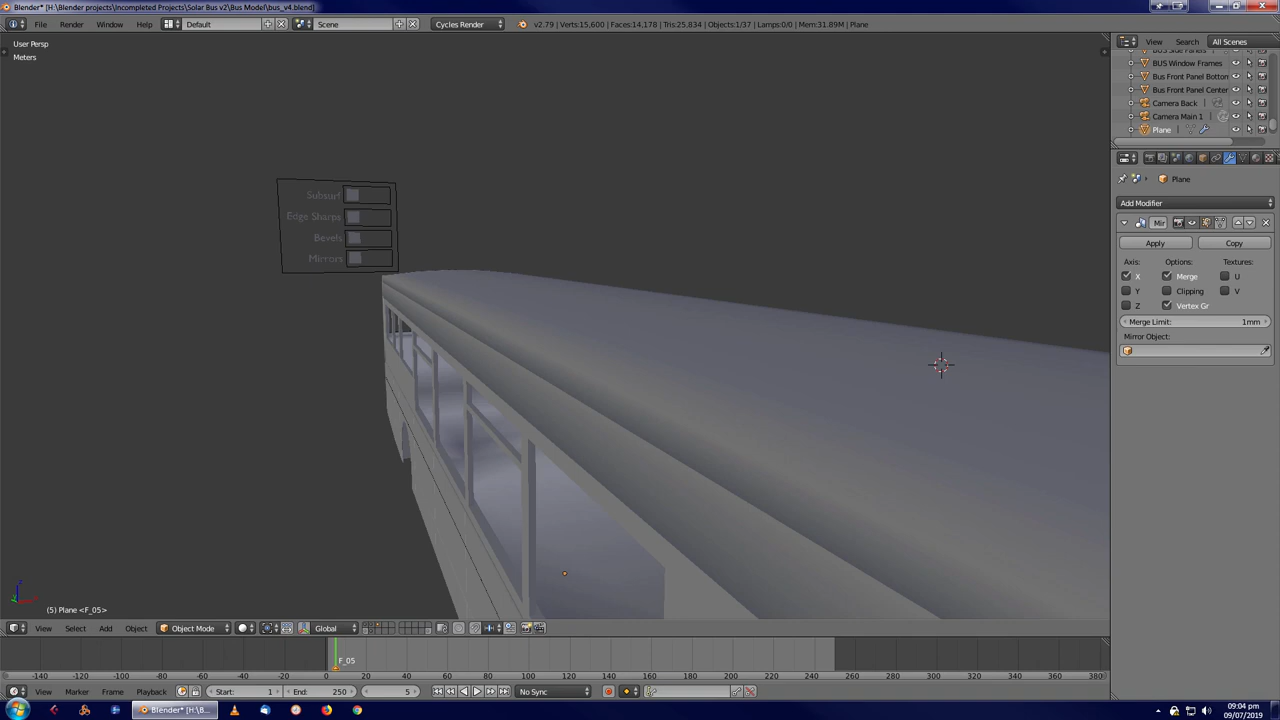 Blender* [H:\Blender projects\Incompleted Projects\Solar Bus v2\Bus Model\bus_v4.blend]
File Render Window Help Default Scene Cycles Render v2.79 | Verts:15,600 | Faces:14,178 | Tris:25,834 | Objects:1/37 | Lamps:0/0 | Mem:31.89M | Plane
User Persp
Meters
Subsurf
Edge Sharps
Bevels
Mirrors
(5) Plane <F_05>
View Select Add Object Object Mode Global
View Search All Scenes
BUS Side Panels
BUS Window Frames
Bus Front Panel Bottom
Bus Front Panel Center
Camera Back
Camera Main 1
Plane
Plane
Add Modifier
Mir
Apply Copy
Axis: Options: Textures:
X Merge U
Y Clipping V
Z Vertex Gr
Merge Limit: 1mm
Mirror Object:
F_05
-140 -120 -100 -80 -60 -40 -20 0 20 40 60 80 100 120 140 160 180 200 220 240 260 280 300 320 340 360 380
View Marker Frame Playback Start: 1 End: 250 5 No Sync
Blender* [H:\B...
09:04 pm
09/07/2019